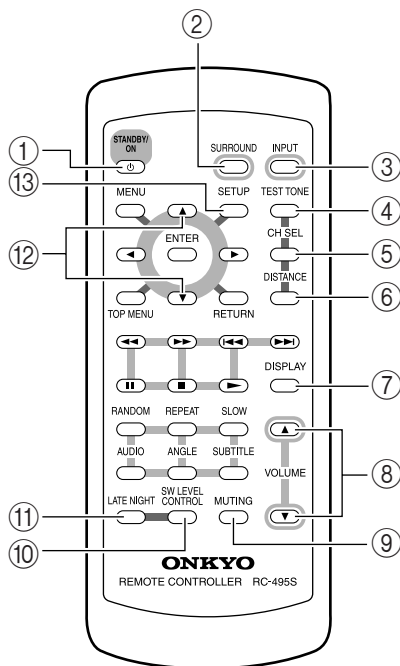 ②
STANDBY/
ON
SURROUND INPUT
①
③
⑬
MENU SETUP TEST TONE
④
CH SEL
ENTER
⑫
⑤
DISTANCE
⑥
TOP MENU RETURN
DISPLAY
⑦
RANDOM REPEAT SLOW
AUDIO ANGLE SUBTITLE
VOLUME
⑧
LATE NIGHT SW LEVEL
CONTROL MUTING
⑪
⑩
⑨
ONKYO
REMOTE CONTROLLER RC-495S